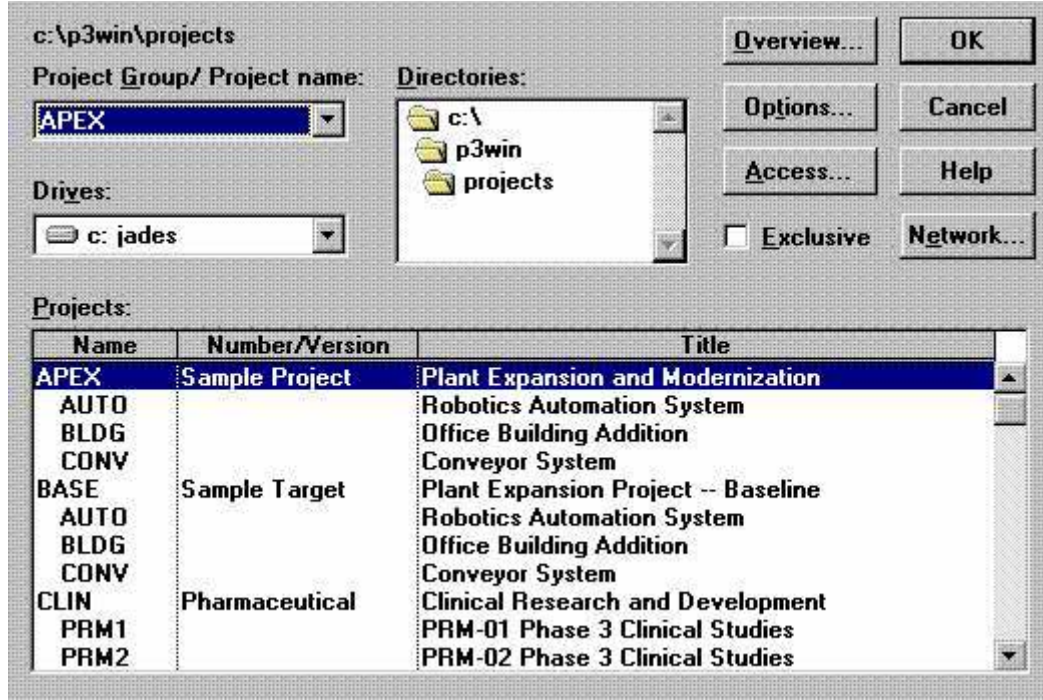 c:\p3win\projects
Project Group/ Project name:
APEX
Directories:
c:\
p3win
projects
Drives:
c: jades
Overview...
OK
Options...
Cancel
Access...
Help
Exclusive
Network...
Projects:
Name Number/Version Title
APEX Sample Project Plant Expansion and Modernization
AUTO Robotics Automation System
BLDG Office Building Addition
CONV Conveyor System
BASE Sample Target Plant Expansion Project -- Baseline
AUTO Robotics Automation System
BLDG Office Building Addition
CONV Conveyor System
CLIN Pharmaceutical Clinical Research and Development
PRM1 PRM-01 Phase 3 Clinical Studies
PRM2 PRM-02 Phase 3 Clinical Studies